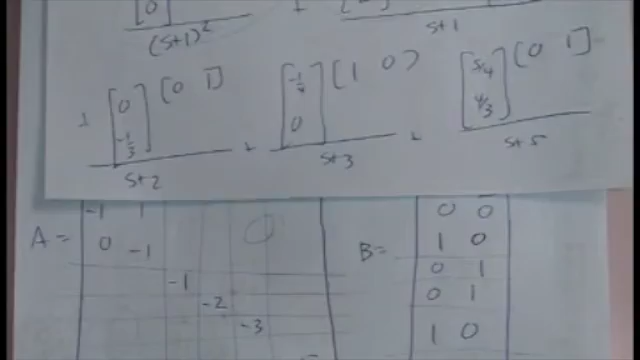 0
(s+1)² + s+1
+ [0 -1/3] [0 1] / s+2 + [-1/4 0] [1 0] / s+3 + [5/4 4/3] [0 1] / s+5
-1 1 0 0
A = 0 -1 0 B = 1 0
-1 0 1
-2 0 1
-3 1 0